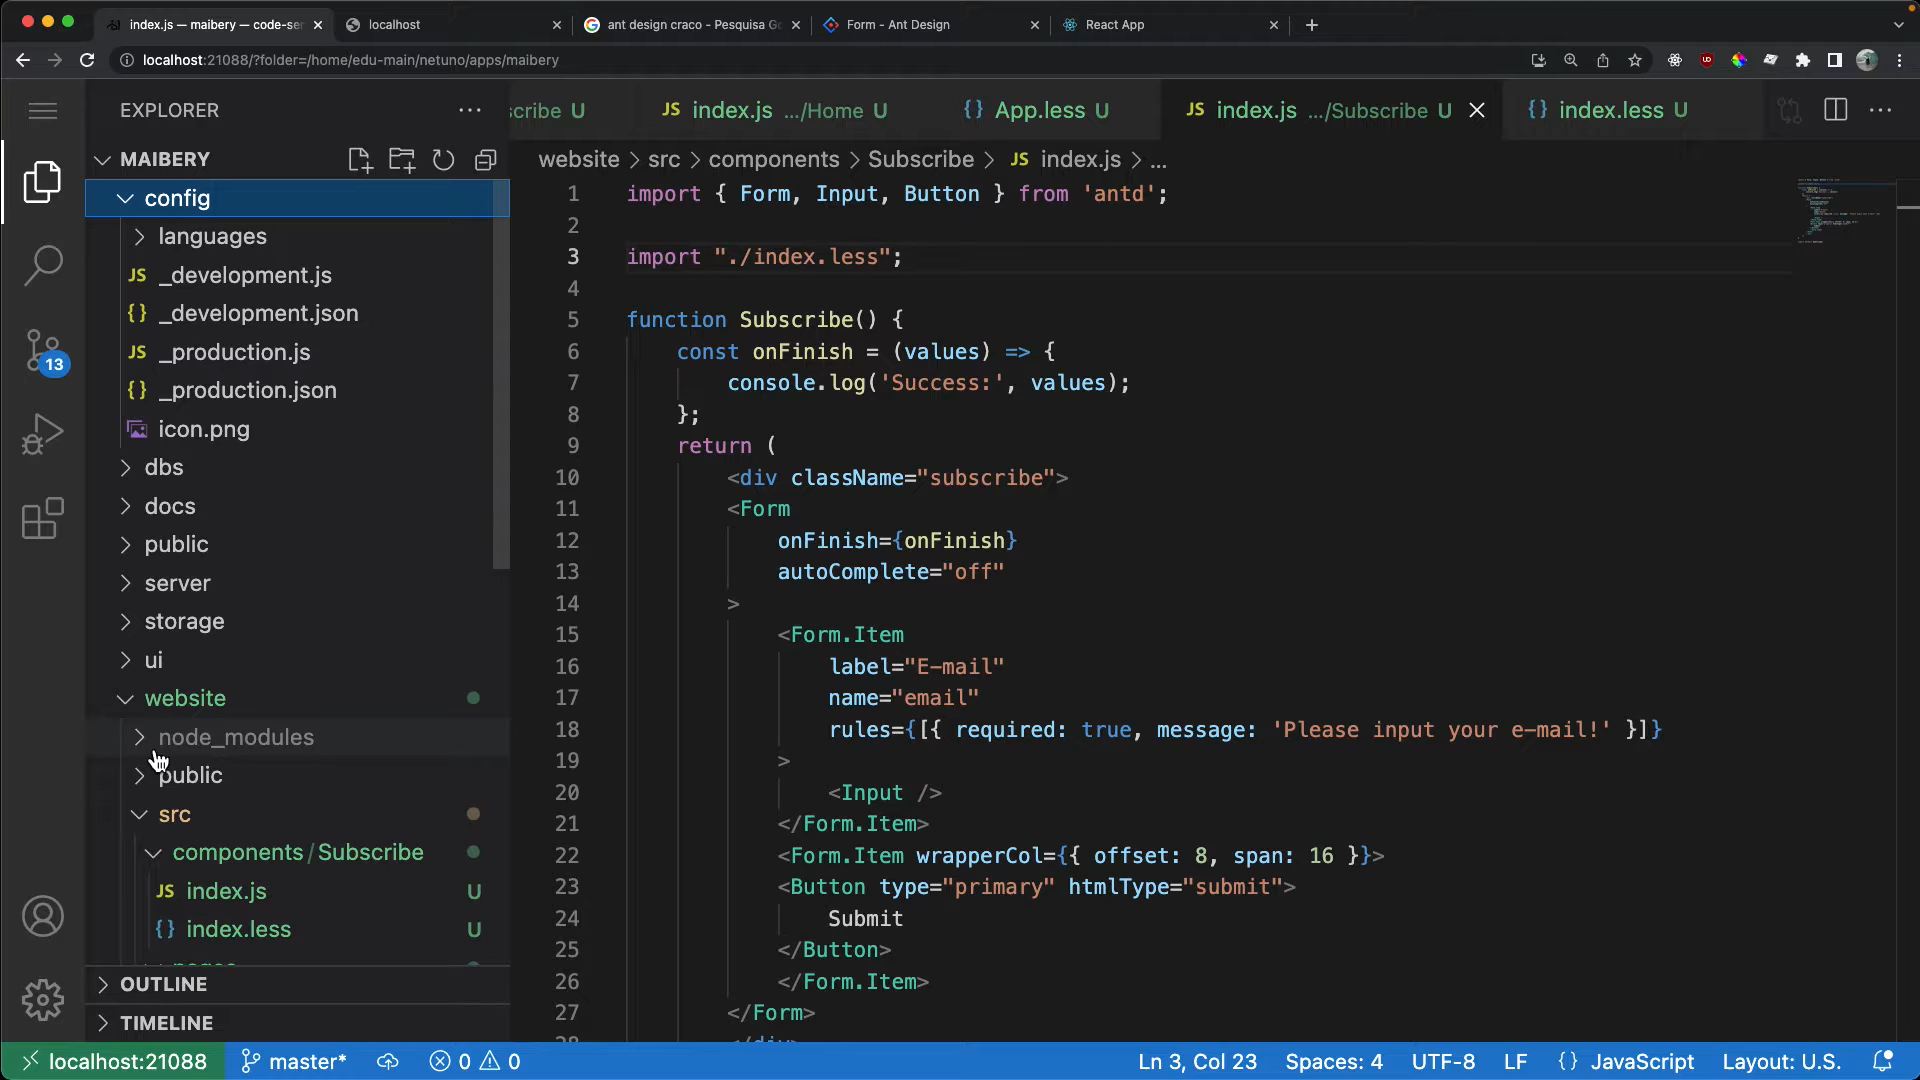 index.js — maibery — code-ser
localhost
ant design craco - Pesquisa Go
Form - Ant Design
React App
localhost:21088/?folder=/home/edu-main/netuno/apps/maibery
EXPLORER
scribe U
JS index.js .../Home U
{} App.less U
JS index.js .../Subscribe U
{} index.less U
MAIBERY
website > src > components > Subscribe > JS index.js > ...
config
languages
JS _development.js
{} _development.json
JS _production.js
{} _production.json
icon.png
dbs
docs
public
server
storage
ui
website
node_modules
public
src
components/Subscribe
JS index.js U
{} index.less U
OUTLINE
TIMELINE
13
1 import { Form, Input, Button } from 'antd';
2
3 import "./index.less";
4
5 function Subscribe() {
6 const onFinish = (values) => {
7 console.log('Success:', values);
8 };
9 return (
10 <div className="subscribe">
11 <Form
12 onFinish={onFinish}
13 autoComplete="off"
14 >
15 <Form.Item
16 label="E-mail"
17 name="email"
18 rules={[{ required: true, message: 'Please input your e-mail!' }]}
19 >
20 <Input />
21 </Form.Item>
22 <Form.Item wrapperCol={{ offset: 8, span: 16 }}>
23 <Button type="primary" htmlType="submit">
24 Submit
25 </Button>
26 </Form.Item>
27 </Form>
localhost:21088
master*
0 0
Ln 3, Col 23
Spaces: 4
UTF-8
LF
{} JavaScript
Layout: U.S.